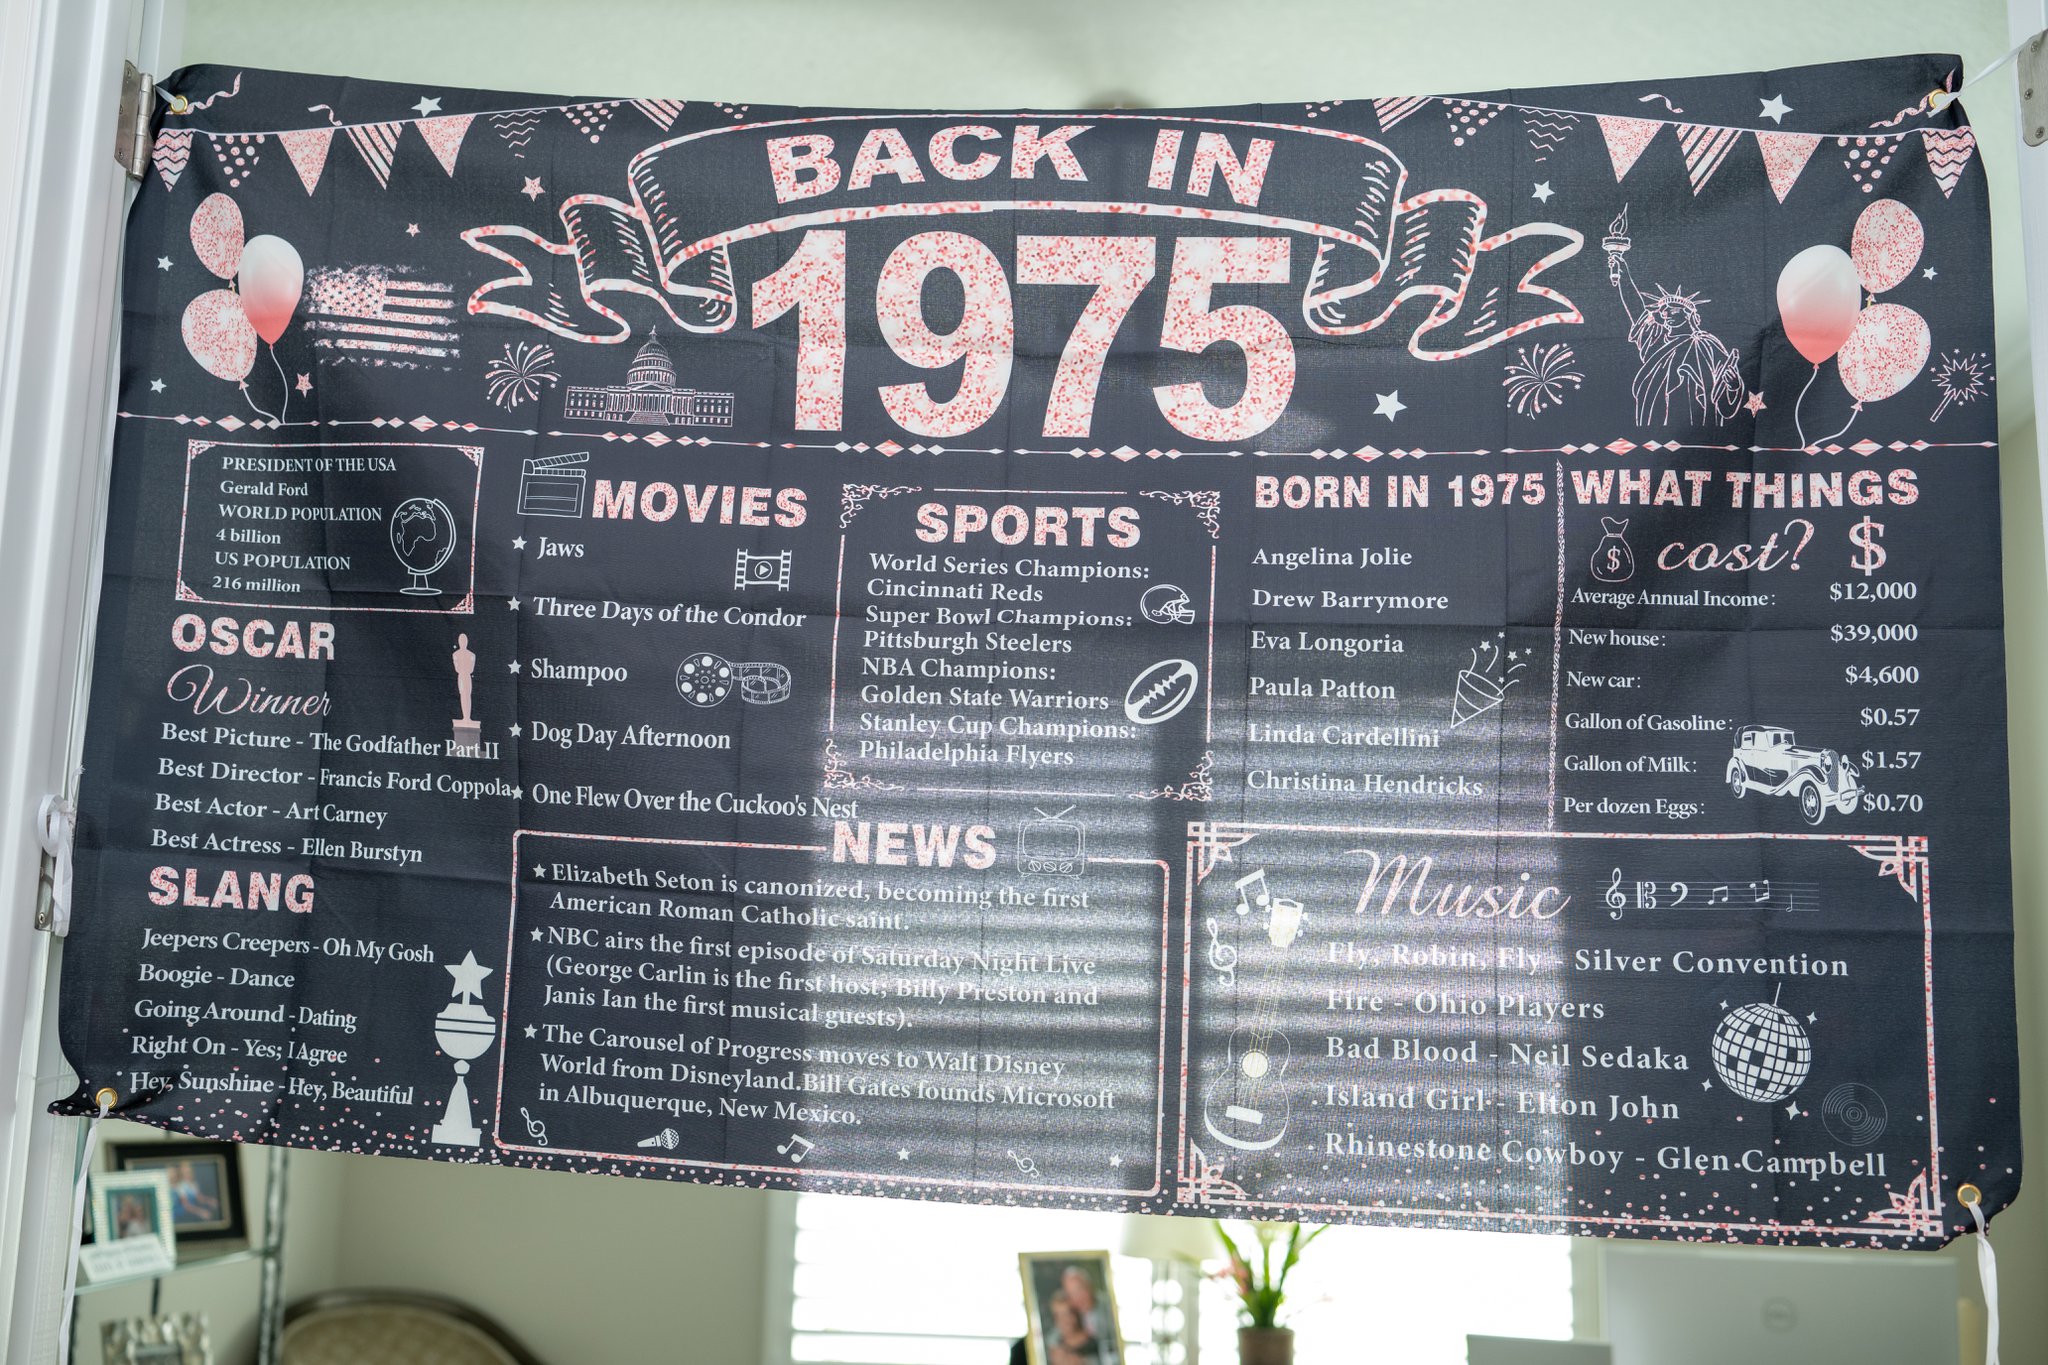 BACK IN
1975
PRESIDENT OF THE USA
Gerald Ford
WORLD POPULATION
4 billion
US POPULATION
216 million
OSCAR
Winner
Best Picture - The Godfather Part II
Best Director - Francis Ford Coppola
Best Actor - Art Carney
Best Actress - Ellen Burstyn
SLANG
Jeepers Creepers - Oh My Gosh
Boogie - Dance
Going Around - Dating
Right On - Yes; I Agree
Hey, Sunshine - Hey, Beautiful
MOVIES
Jaws
Three Days of the Condor
Shampoo
Dog Day Afternoon
One Flew Over the Cuckoo's Nest
SPORTS
World Series Champions:
Cincinnati Reds
Super Bowl Champions:
Pittsburgh Steelers
NBA Champions:
Golden State Warriors
Stanley Cup Champions:
Philadelphia Flyers
NEWS
Elizabeth Seton is canonized, becoming the first
American Roman Catholic saint.
NBC airs the first episode of Saturday Night Live
(George Carlin is the first host; Billy Preston and
Janis Ian the first musical guests).
The Carousel of Progress moves to Walt Disney
World from Disneyland.Bill Gates founds Microsoft
in Albuquerque, New Mexico.
BORN IN 1975
Angelina Jolie
Drew Barrymore
Eva Longoria
Paula Patton
Linda Cardellini
Christina Hendricks
WHAT THINGS
cost? $
$
Average Annual Income: $12,000
New house: $39,000
New car: $4,600
Gallon of Gasoline: $0.57
Gallon of Milk: $1.57
Per dozen Eggs: $0.70
Music
Fly, Robin, Fly - Silver Convention
Fire - Ohio Players
Bad Blood - Neil Sedaka
Island Girl - Elton John
Rhinestone Cowboy - Glen Campbell
DELL